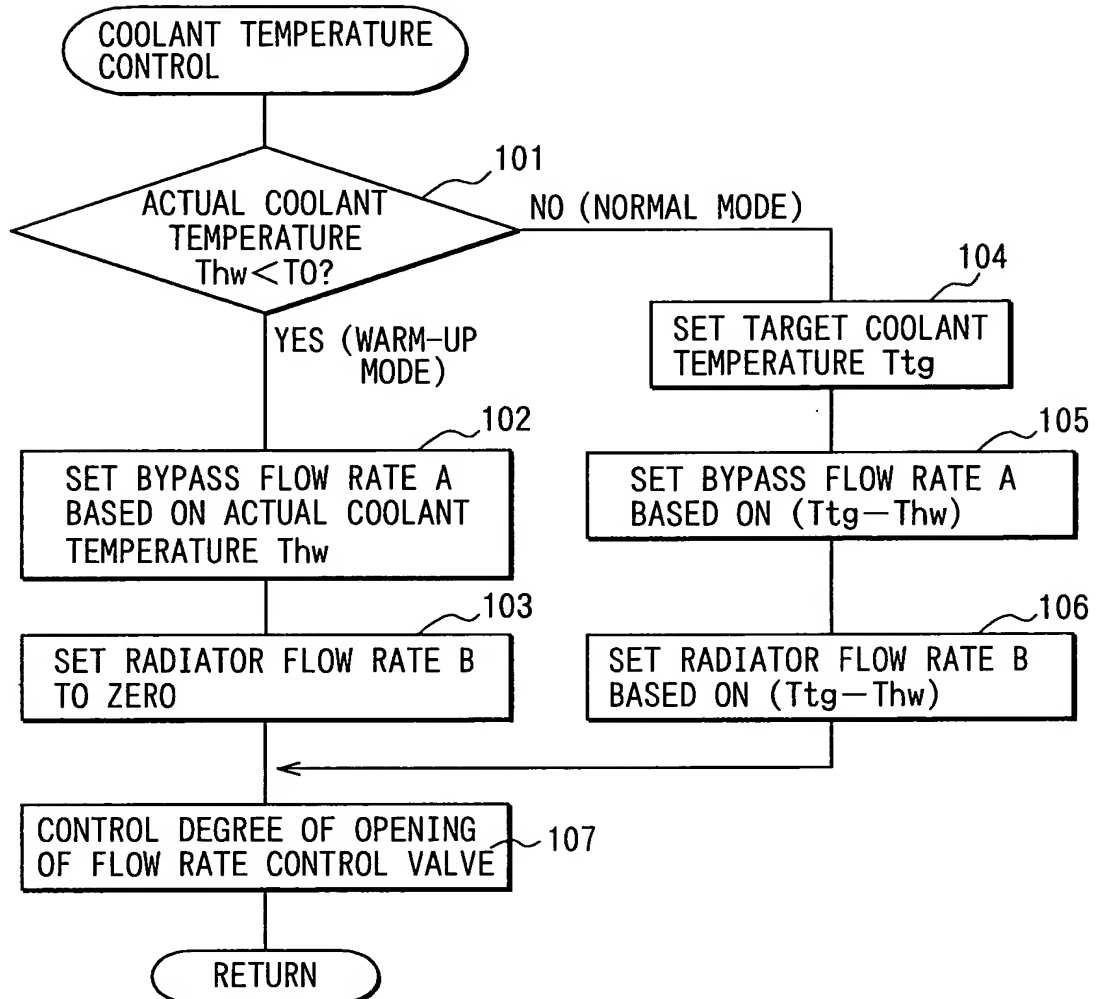 COOLANT TEMPERATURE
CONTROL
101
ACTUAL COOLANT
TEMPERATURE
Thw<T0?
NO (NORMAL MODE)
YES (WARM-UP
MODE)
104
SET TARGET COOLANT
TEMPERATURE Ttg
102
SET BYPASS FLOW RATE A
BASED ON ACTUAL COOLANT
TEMPERATURE Thw
105
SET BYPASS FLOW RATE A
BASED ON (Ttg-Thw)
103
SET RADIATOR FLOW RATE B
TO ZERO
106
SET RADIATOR FLOW RATE B
BASED ON (Ttg-Thw)
CONTROL DEGREE OF OPENING
OF FLOW RATE CONTROL VALVE
107
RETURN